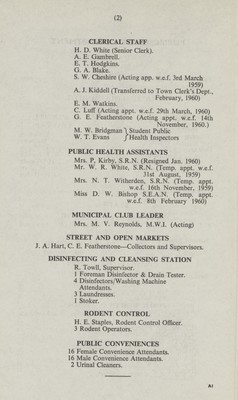 (2)
CLERICAL STAFF
H. D. White (Senior Clerk).
A. E. Gambrell.
E. T. Hodgkins.
G. A. Blake.
S. W. Cheshire (Acting app. w.e.f. 3rd March
1959)
A. J. Kiddell (Transferred to Town Clerk's Dept.,
February, 1960)
E. M. Watkins.
C. Luff (Acting appt. w.e.f. 29th March, 1960)
G. E. Featherstone (Acting appt. w.e.f. 14th
November, 1960.)
M. W. Bridgman } Student Public
W. T. Evans } Health Inspectors
PUBLIC HEALTH ASSISTANTS
Mrs. P. Kirby, S.R.N. (Resigned Jan. 1960)
Mr. W. R. White, S.R.N. (Temp. appt. w.e.f.
31st August, 1959)
Mrs. N. T. Witherden, S.R.N. (Temp. appt.
w.e.f. 16th November, 1959)
Miss D. W. Bishop S.E.A.N. (Temp. appt.
w.e.f. 8th February 1960)
MUNICIPAL CLUB LEADER
Mrs. M. V. Reynolds, M.W.I. (Acting)
STREET AND OPEN MARKETS
J. A. Hart, C. E. Featherstone—Collectors and Supervisors.
DISINFECTING AND CLEANSING STATION
R. Towll, Supervisor.
1 Foreman Disinfector & Drain Tester.
4 Disinfectors/Washing Machine
Attendants.
3 Laundresses.
1 Stoker.
RODENT CONTROL
H. E. Staples, Rodent Control Officer.
3 Rodent Operators.
PUBLIC CONVENIENCES
16 Female Convenience Attendants.
16 Male Convenience Attendants.
2 Urinal Cleaners.